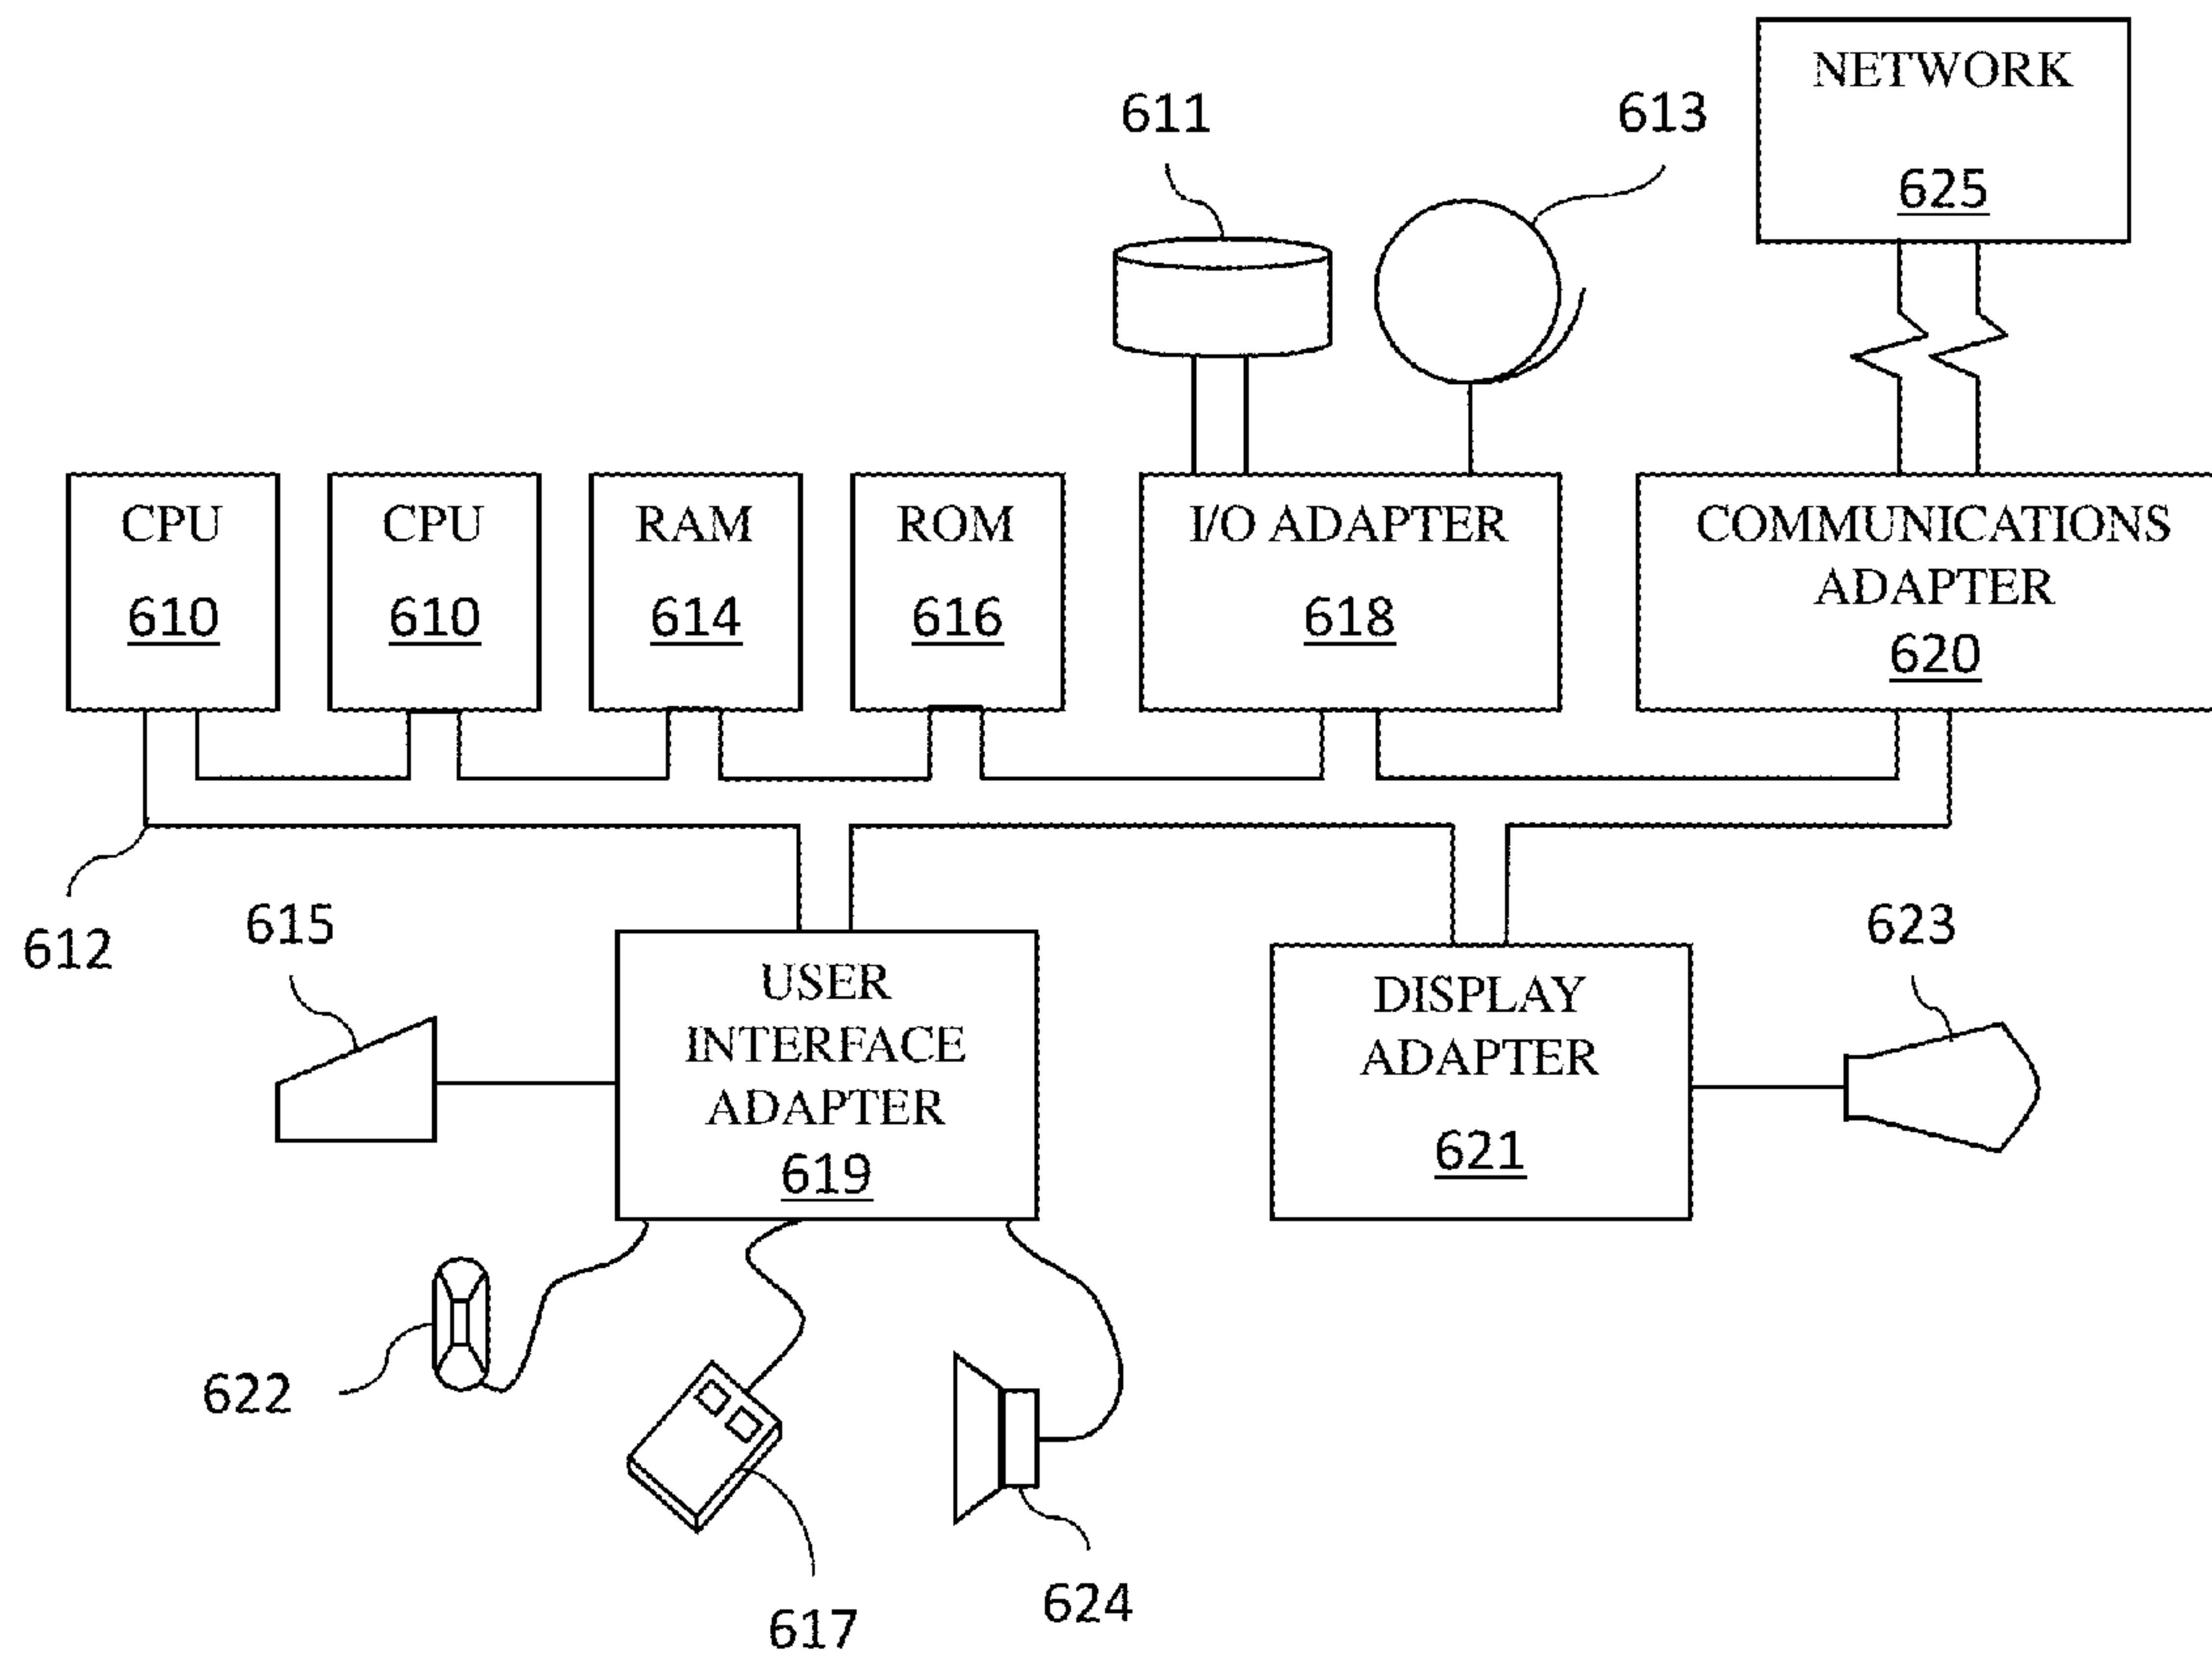 NETWORK
625
611
613
CPU
610
CPU
610
RAM
614
ROM
616
I/O ADAPTER
618
COMMUNICATIONS
ADAPTER
620
612
615
USER
INTERFACE
ADAPTER
619
DISPLAY
ADAPTER
621
623
622
617
624